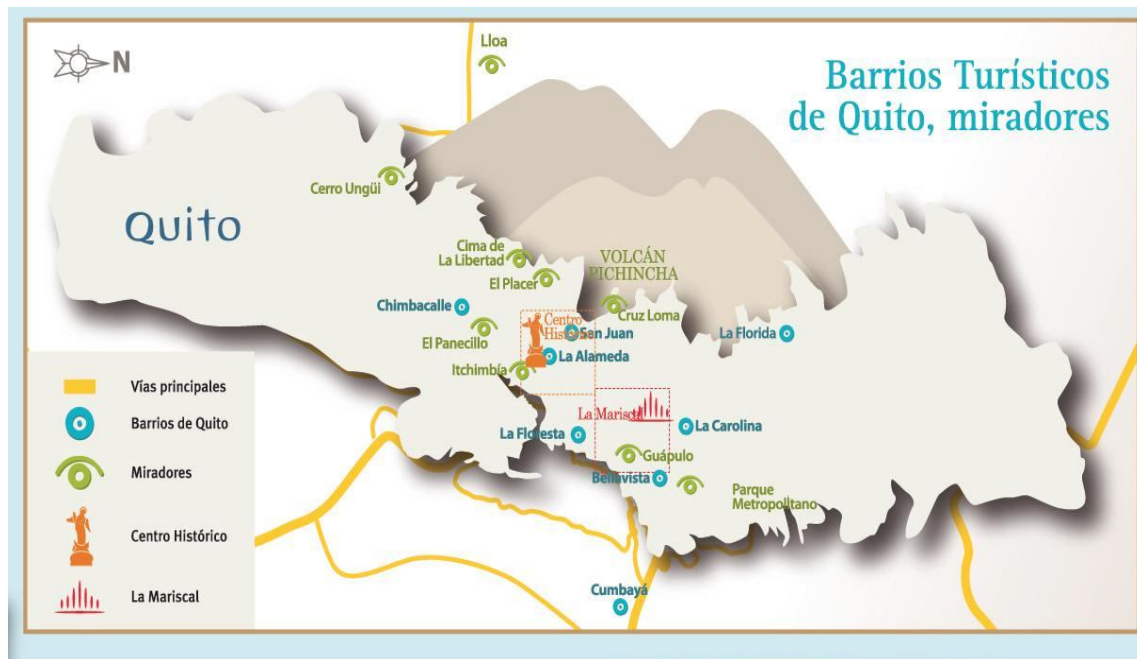 Lloa
N
Barrios Turísticos
de Quito, miradores
Cerro Ungüi
Quito
Cima de
La Libertad
VOLCÁN
PICHINCHA
El Placer
Chimbacalle
Cruz Loma
Centro
Histórico
San Juan
La Florida
El Panecillo
La Alameda
Itchimbía
La Mariscal
La Carolina
La Floresta
Guápulo
Bellavista
Parque
Metropolitano
Cumbayá
Vías principales
Barrios de Quito
Miradores
Centro Histórico
La Mariscal